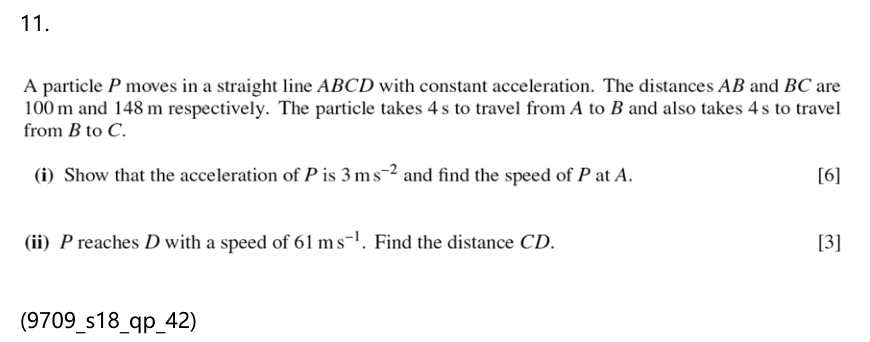 11.
A particle P moves in a straight line ABCD with constant acceleration. The distances AB and BC are
100 m and 148 m respectively. The particle takes 4 s to travel from A to B and also takes 4 s to travel
from B to C.
(i) Show that the acceleration of P is 3 m s⁻² and find the speed of P at A. [6]
(ii) P reaches D with a speed of 61 m s⁻¹. Find the distance CD. [3]
(9709_s18_qp_42)